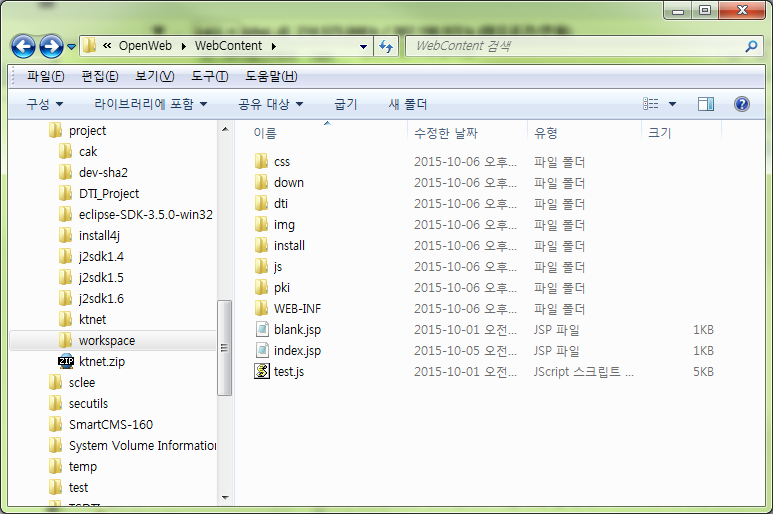 « OpenWeb ▸ WebContent ▸ WebContent 검색
파일(F) 편집(E) 보기(V) 도구(T) 도움말(H)
구성 라이브러리에 포함 공유 대상 굽기 새 폴더
project
cak
dev-sha2
DTI_Project
eclipse-SDK-3.5.0-win32
install4j
j2sdk1.4
j2sdk1.5
j2sdk1.6
ktnet
workspace
ZIP ktnet.zip
sclee
secutils
SmartCMS-160
System Volume Information
temp
test
이름 수정한 날짜 유형 크기
css 2015-10-06 오후... 파일 폴더
down 2015-10-06 오후... 파일 폴더
dti 2015-10-06 오후... 파일 폴더
img 2015-10-06 오후... 파일 폴더
install 2015-10-06 오후... 파일 폴더
js 2015-10-06 오후... 파일 폴더
pki 2015-10-06 오후... 파일 폴더
WEB-INF 2015-10-06 오후... 파일 폴더
blank.jsp 2015-10-01 오전... JSP 파일 1KB
index.jsp 2015-10-05 오전... JSP 파일 1KB
test.js 2015-10-01 오전... JScript 스크립트 ... 5KB